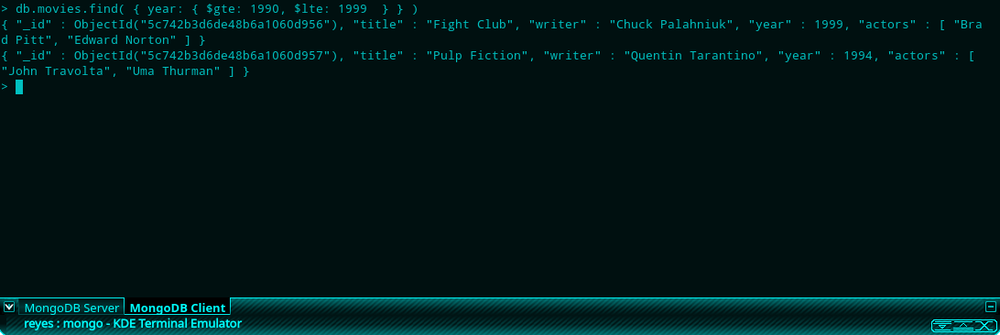 > db.movies.find( { year: { $gte: 1990, $lte: 1999  } } )
{ "_id" : ObjectId("5c742b3d6de48b6a1060d956"), "title" : "Fight Club", "writer" : "Chuck Palahniuk", "year" : 1999, "actors" : [ "Bra
d Pitt", "Edward Norton" ] }
{ "_id" : ObjectId("5c742b3d6de48b6a1060d957"), "title" : "Pulp Fiction", "writer" : "Quentin Tarantino", "year" : 1994, "actors" : [
"John Travolta", "Uma Thurman" ] }
>
MongoDB Server MongoDB Client
reyes : mongo - KDE Terminal Emulator